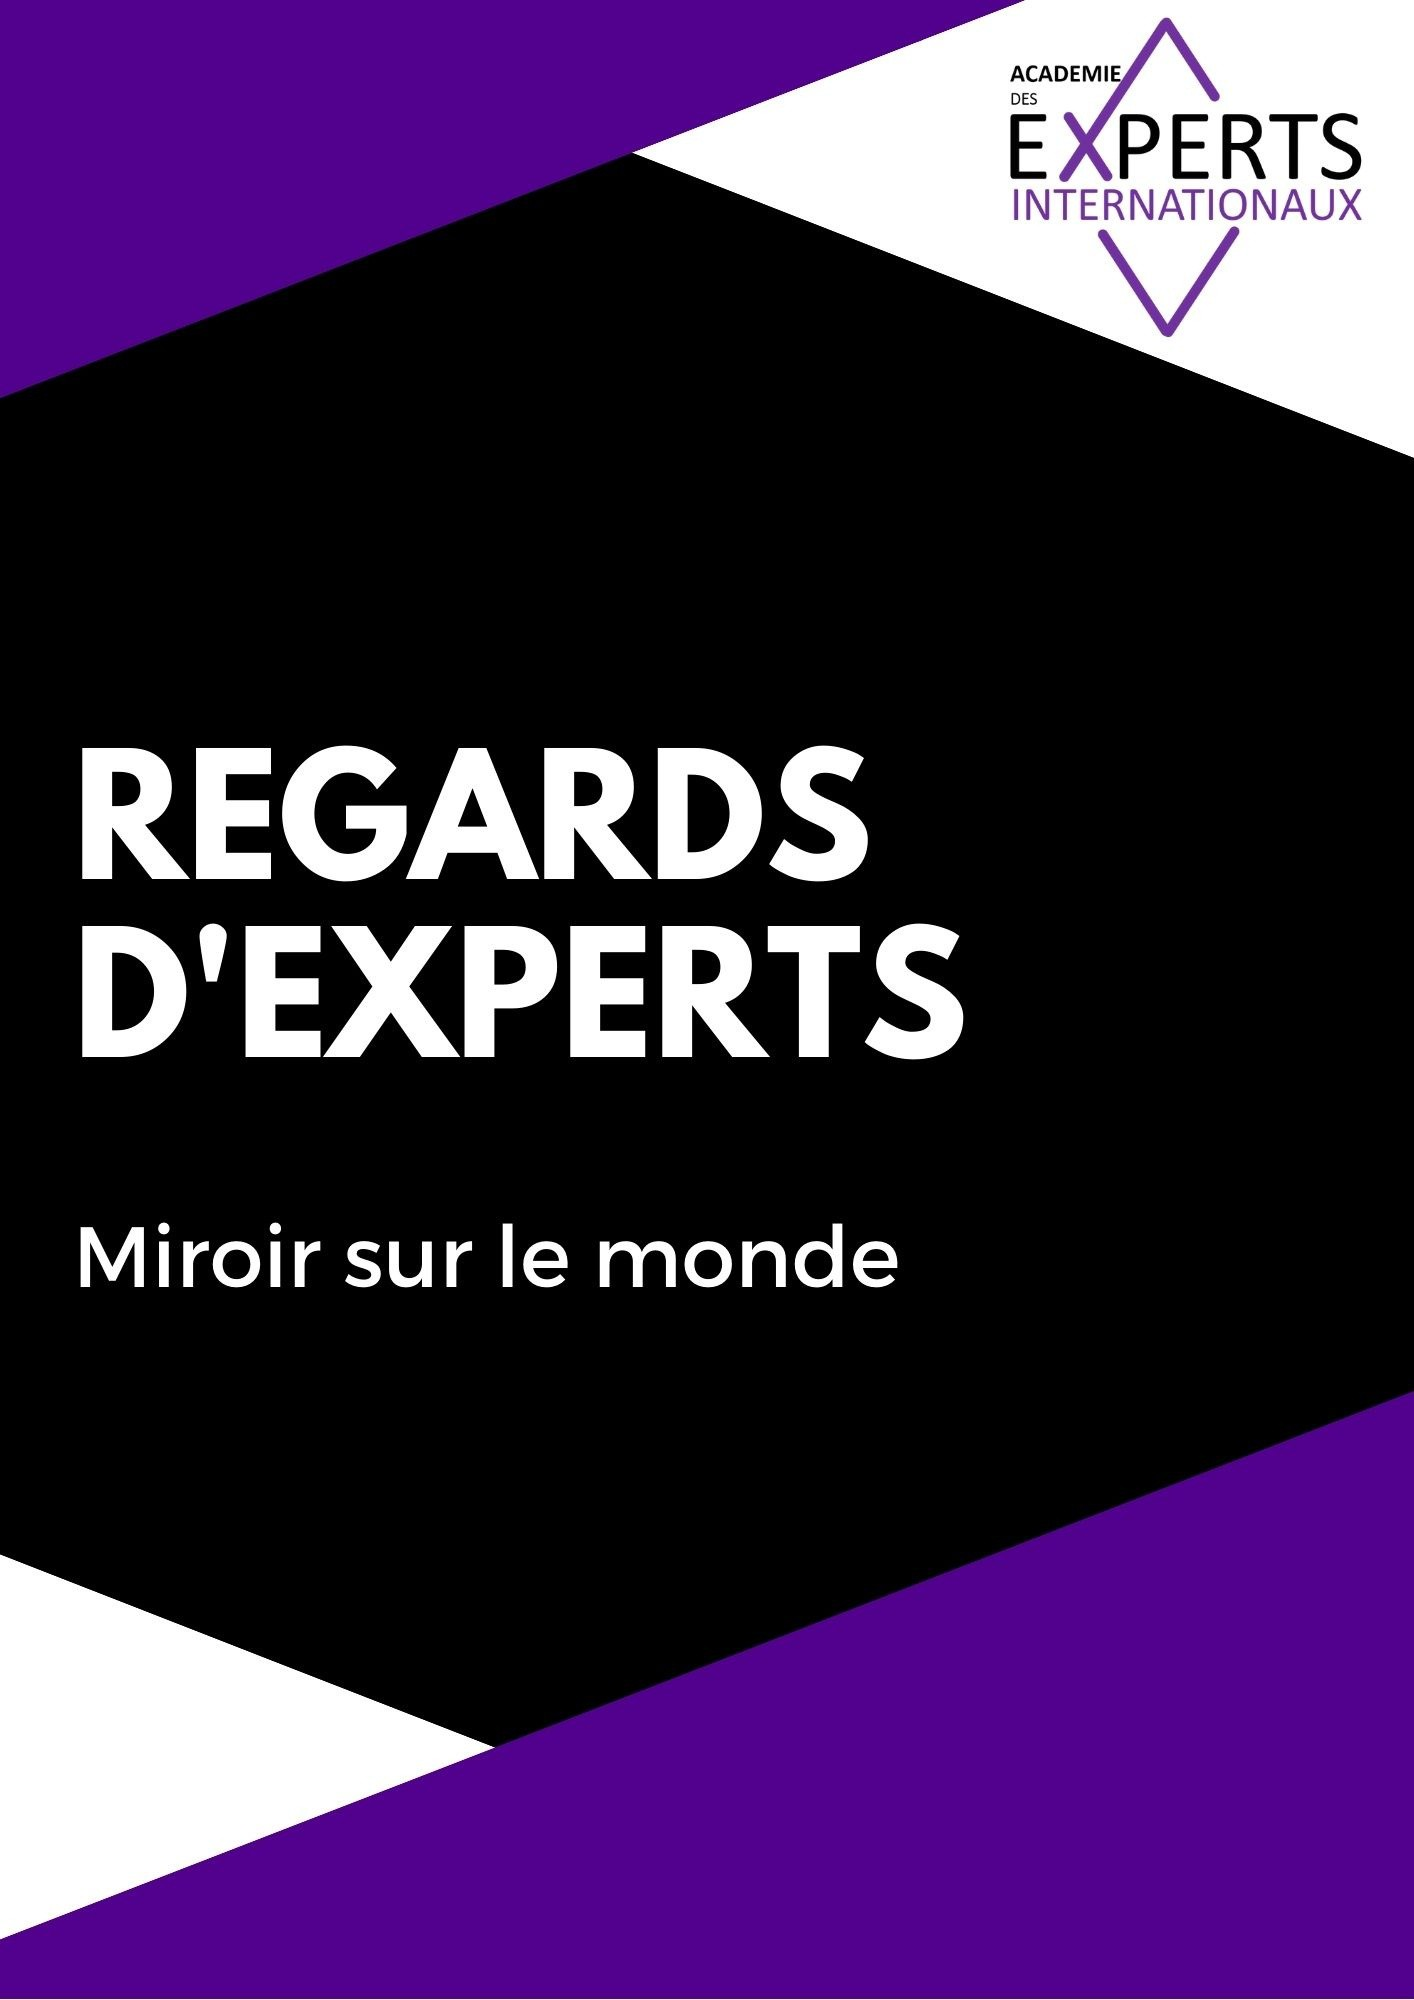 ACADEMIE
DES
EXPERTS
INTERNATIONAUX
REGARDS
D'EXPERTS
Miroir sur le monde